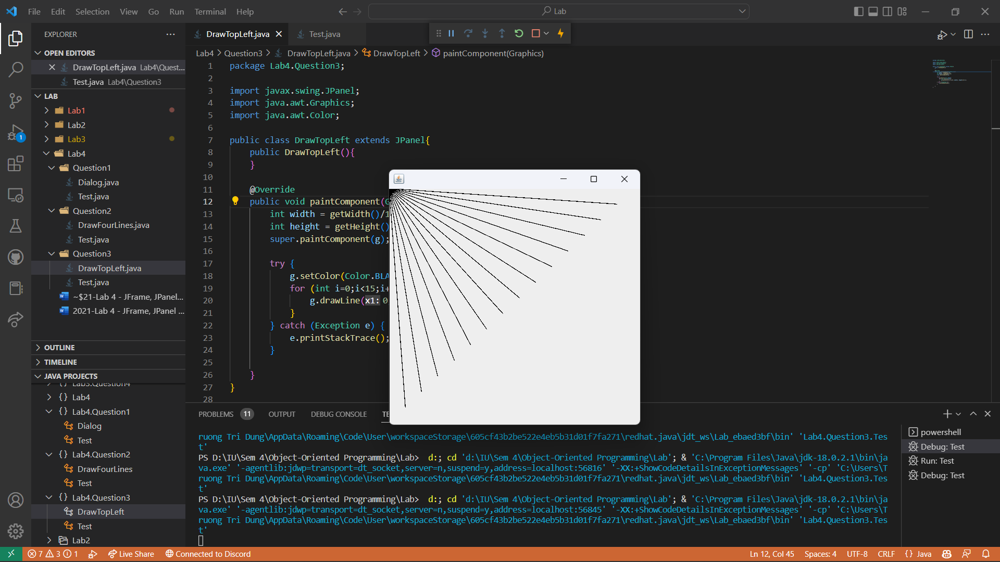 File Edit Selection View Go Run Terminal Help
Lab
EXPLORER
OPEN EDITORS
DrawTopLeft.java Lab4\Quest...
Test.java Lab4\Question3
LAB
Lab1
Lab2
Lab3
Lab4
Question1
Dialog.java
Test.java
Question2
DrawFourLines.java
Test.java
Question3
DrawTopLeft.java
Test.java
~$21-Lab 4 - JFrame, JPanel...
2021-Lab 4 - JFrame, JPanel ...
OUTLINE
TIMELINE
JAVA PROJECTS
Lab3.Question4
Lab4
Lab4.Question1
Dialog
Test
Lab4.Question2
DrawFourLines
Test
Lab4.Question3
DrawTopLeft
Test
Lab2
1
DrawTopLeft.java
Test.java
Lab4 > Question3 > DrawTopLeft.java > DrawTopLeft > paintComponent(Graphics)
1 package Lab4.Question3;
2
3 import javax.swing.JPanel;
4 import java.awt.Graphics;
5 import java.awt.Color;
6
7 public class DrawTopLeft extends JPanel{
8 public DrawTopLeft(){
9 }
10
11 @Override
12 public void paintComponent(G
13 int width = getWidth()/1
14 int height = getHeight()
15 super.paintComponent(g);
16
17 try {
18 g.setColor(Color.BLA
19 for (int i=0;i<15;i+
20 g.drawLine(x1: 0
21 }
22 } catch (Exception e) {
23 e.printStackTrace();
24 }
25
26 }
27 }
28
PROBLEMS 11 OUTPUT DEBUG CONSOLE TE
ruong Tri Dung\AppData\Roaming\Code\User\workspaceStorage\605cf43b2be522e4eb5b31d01f7fa271\redhat.java\jdt_ws\Lab_ebaed3bf\bin' 'Lab4.Question3.Tes
t'
PS D:\IU\Sem 4\Object-Oriented Programming\Lab>  d:; cd 'd:\IU\Sem 4\Object-Oriented Programming\Lab'; & 'C:\Program Files\Java\jdk-18.0.2.1\bin\ja
va.exe' '-agentlib:jdwp=transport=dt_socket,server=n,suspend=y,address=localhost:56816' '-XX:+ShowCodeDetailsInExceptionMessages' '-cp' 'C:\Users\T
ruong Tri Dung\AppData\Roaming\Code\User\workspaceStorage\605cf43b2be522e4eb5b31d01f7fa271\redhat.java\jdt_ws\Lab_ebaed3bf\bin' 'Lab4.Question3.Tes
t'
PS D:\IU\Sem 4\Object-Oriented Programming\Lab>  d:; cd 'd:\IU\Sem 4\Object-Oriented Programming\Lab'; & 'C:\Program Files\Java\jdk-18.0.2.1\bin\ja
va.exe' '-agentlib:jdwp=transport=dt_socket,server=n,suspend=y,address=localhost:56845' '-XX:+ShowCodeDetailsInExceptionMessages' '-cp' 'C:\Users\T
ruong Tri Dung\AppData\Roaming\Code\User\workspaceStorage\605cf43b2be522e4eb5b31d01f7fa271\redhat.java\jdt_ws\Lab_ebaed3bf\bin' 'Lab4.Question3.Tes
t'
powershell
Debug: Test
Run: Test
Debug: Test
7 3 1 Live Share Connected to Discord Ln 12, Col 45 Spaces: 4 UTF-8 CRLF {} Java